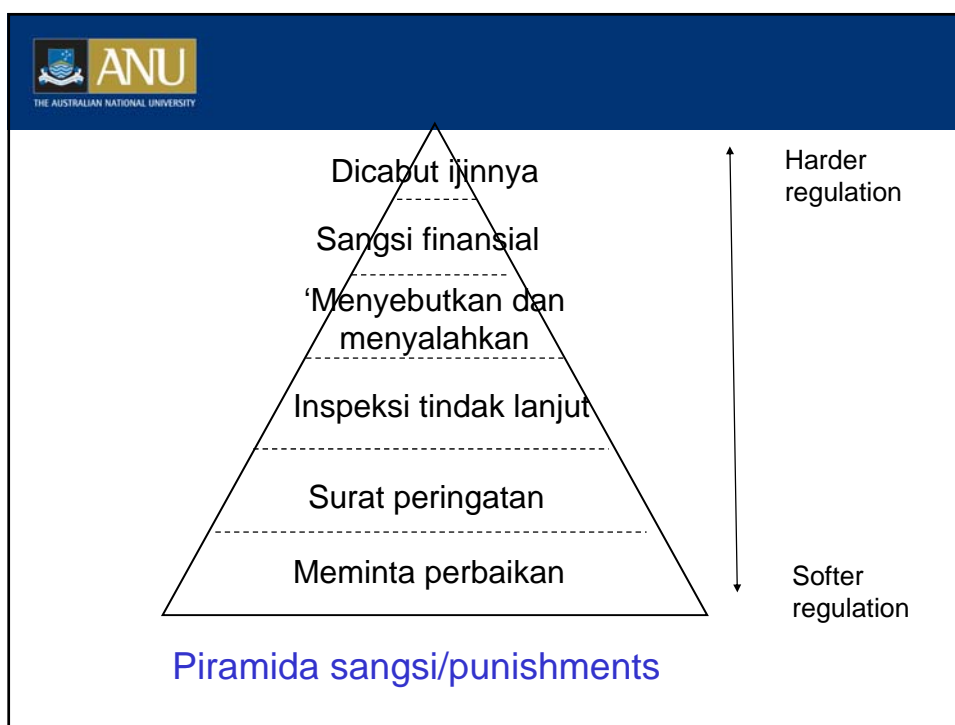 ANU
THE AUSTRALIAN NATIONAL UNIVERSITY
Dicabut ijinnya
Harder
regulation
Sangsi finansial
‘Menyebutkan dan
menyalahkan
Inspeksi tindak lanjut
Surat peringatan
Meminta perbaikan
Softer
regulation
Piramida sangsi/punishments